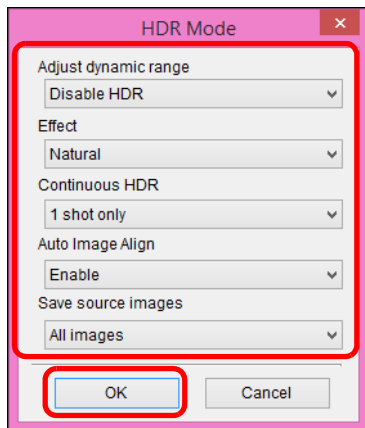 HDR Mode
Adjust dynamic range
Disable HDR
Effect
Natural
Continuous HDR
1 shot only
Auto Image Align
Enable
Save source images
All images
OK Cancel